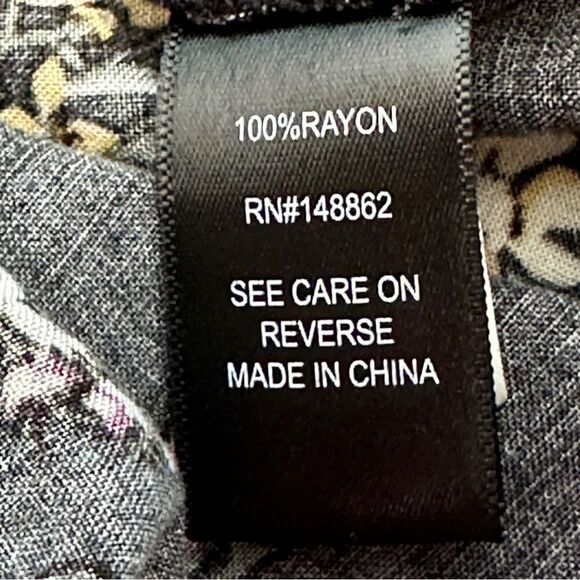 100%RAYON
RN#148862
SEE CARE ON
REVERSE
MADE IN CHINA